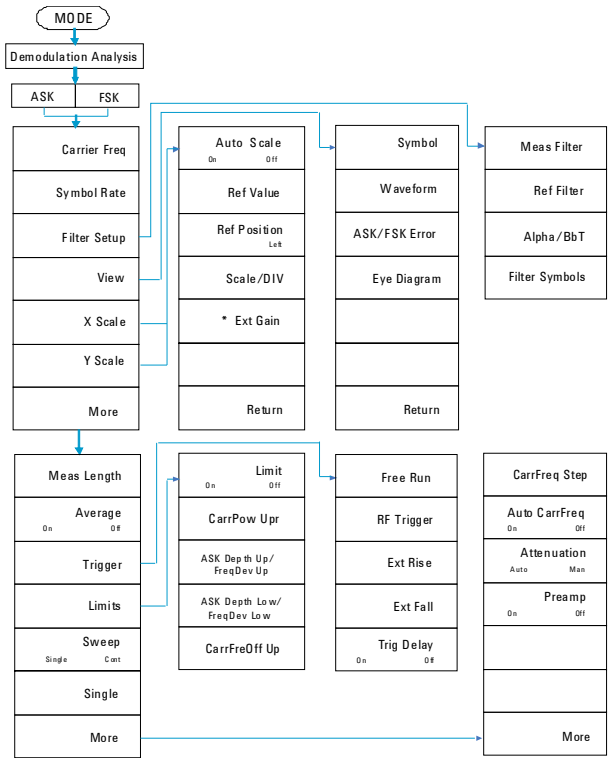 MODE
Demodulation Analysis
ASK
FSK
Carrier Freq
Symbol Rate
Filter Setup
View
X Scale
Y Scale
More
Auto Scale
On Off
Ref Value
Ref Position
Left
Scale/DIV
* Ext Gain
Return
Symbol
Waveform
ASK/FSK Error
Eye Diagram
Return
Meas Filter
Ref Filter
Alpha/BbT
Filter Symbols
Meas Length
Average
On Off
Trigger
Limits
Sweep
Single Cont
Single
More
Limit
On Off
CarrPow Upr
ASK Depth Up/
FreqDev Up
ASK Depth Low/
FreqDev Low
CarrFreOff Up
Free Run
RF Trigger
Ext Rise
Ext Fall
Trig Delay
On Off
CarrFreq Step
Auto CarrFreq
On Off
Attenuation
Auto Man
Preamp
On Off
More